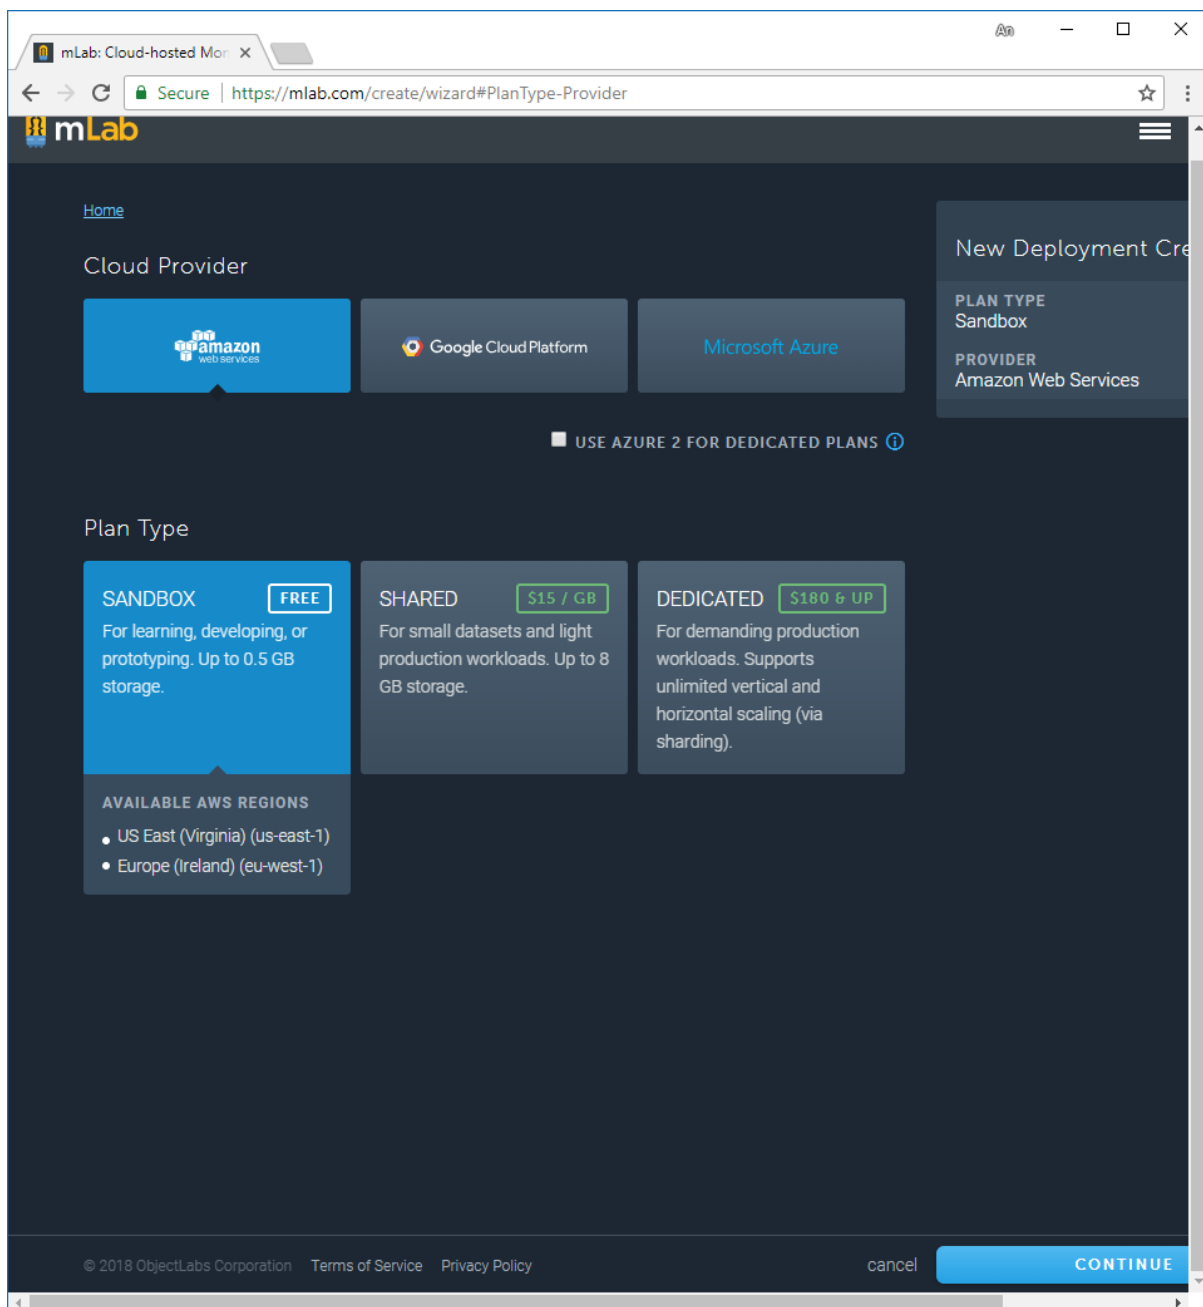 An
mLab: Cloud-hosted Mon
Secure https://mlab.com/create/wizard#PlanType-Provider
mLab
Home
Cloud Provider
amazon
web services
Google Cloud Platform
Microsoft Azure
USE AZURE 2 FOR DEDICATED PLANS
Plan Type
SANDBOX FREE
For learning, developing, or
prototyping. Up to 0.5 GB
storage.
AVAILABLE AWS REGIONS
• US East (Virginia) (us-east-1)
• Europe (Ireland) (eu-west-1)
SHARED $15 / GB
For small datasets and light
production workloads. Up to 8
GB storage.
DEDICATED $180 & UP
For demanding production
workloads. Supports
unlimited vertical and
horizontal scaling (via
sharding).
New Deployment Cre
PLAN TYPE
Sandbox
PROVIDER
Amazon Web Services
© 2018 ObjectLabs Corporation Terms of Service Privacy Policy
cancel
CONTINUE